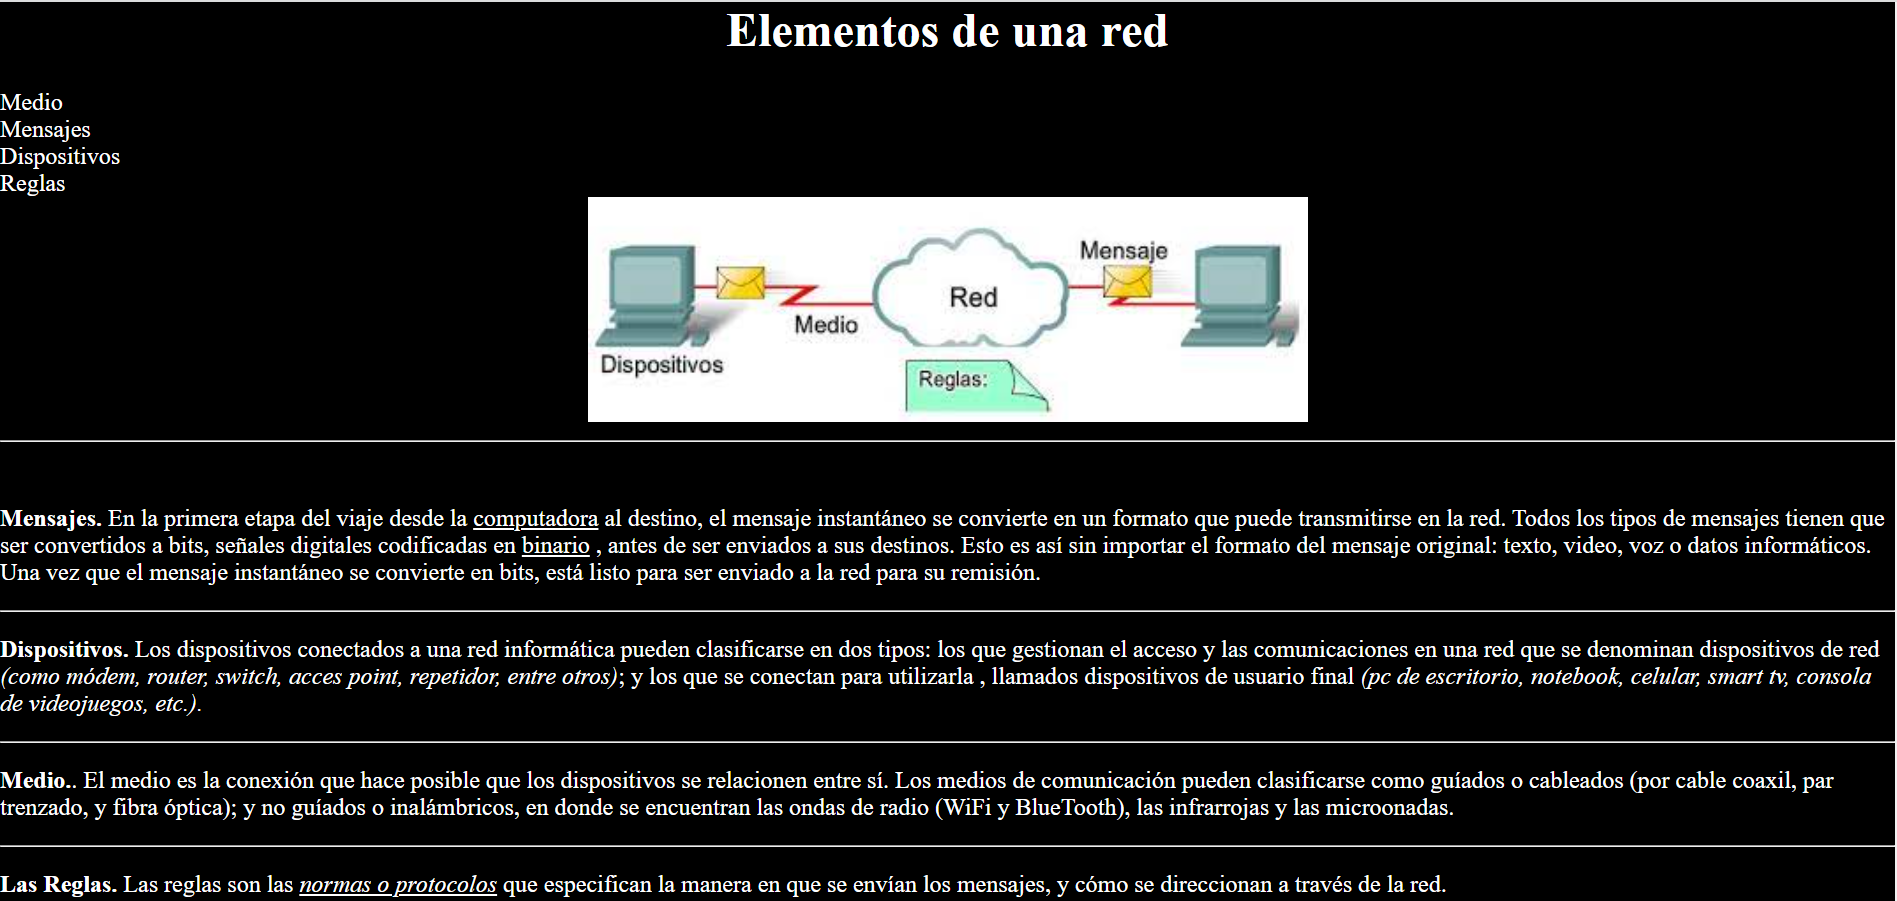 Elementos de una red
Medio
Mensajes
Dispositivos
Reglas
Mensaje
Red
Medio
Dispositivos
Reglas:
Mensajes. En la primera etapa del viaje desde la computadora al destino, el mensaje instantáneo se convierte en un formato que puede transmitirse en la red. Todos los tipos de mensajes tienen que
ser convertidos a bits, señales digitales codificadas en binario , antes de ser enviados a sus destinos. Esto es así sin importar el formato del mensaje original: texto, video, voz o datos informáticos.
Una vez que el mensaje instantáneo se convierte en bits, está listo para ser enviado a la red para su remisión.
Dispositivos. Los dispositivos conectados a una red informática pueden clasificarse en dos tipos: los que gestionan el acceso y las comunicaciones en una red que se denominan dispositivos de red
(como módem, router, switch, acces point, repetidor, entre otros); y los que se conectan para utilizarla , llamados dispositivos de usuario final (pc de escritorio, notebook, celular, smart tv, consola
de videojuegos, etc.).
Medio.. El medio es la conexión que hace posible que los dispositivos se relacionen entre sí. Los medios de comunicación pueden clasificarse como guíados o cableados (por cable coaxil, par
trenzado, y fibra óptica); y no guíados o inalámbricos, en donde se encuentran las ondas de radio (WiFi y BlueTooth), las infrarrojas y las microonadas.
Las Reglas. Las reglas son las normas o protocolos que especifican la manera en que se envían los mensajes, y cómo se direccionan a través de la red.